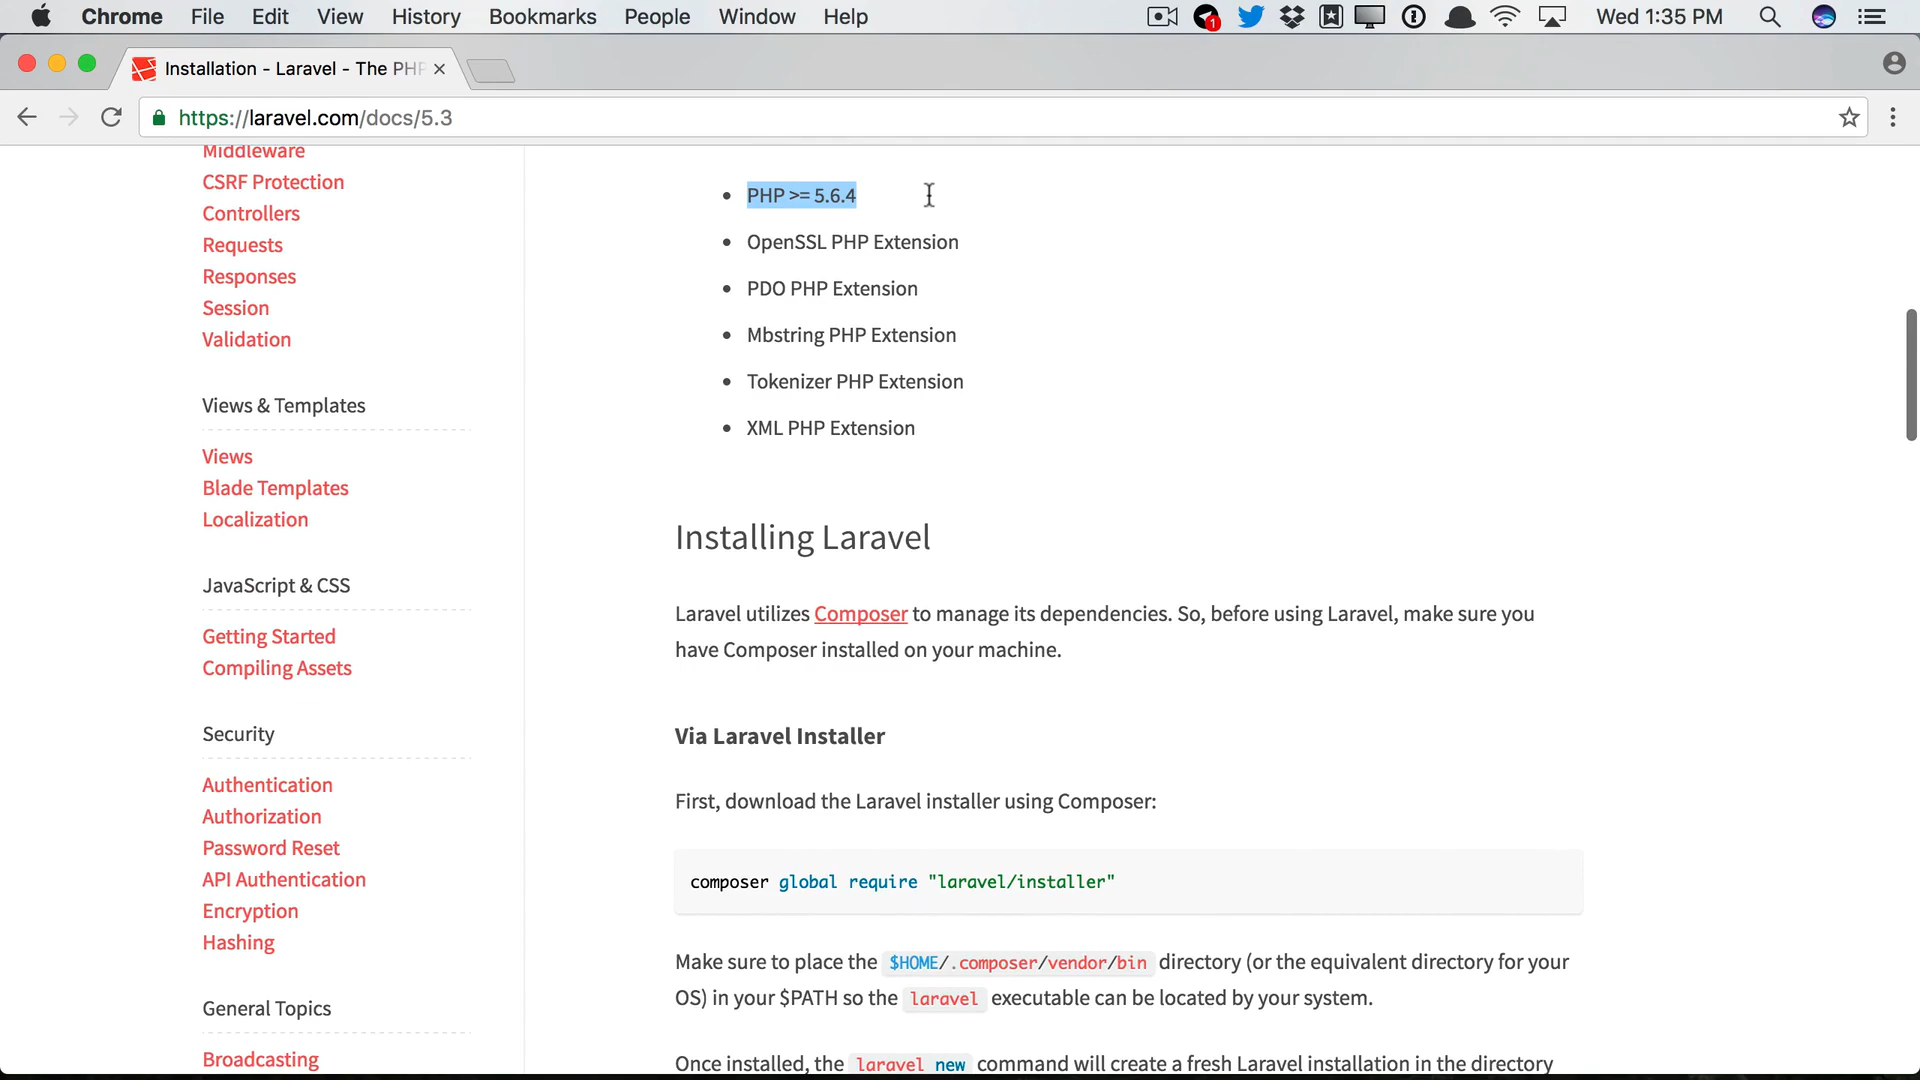 Chrome File Edit View History Bookmarks People Window Help
1
Wed 1:35 PM
Installation - Laravel - The PHP
https://laravel.com/docs/5.3
Middleware
CSRF Protection
Controllers
Requests
Responses
Session
Validation
Views & Templates
Views
Blade Templates
Localization
JavaScript & CSS
Getting Started
Compiling Assets
Security
Authentication
Authorization
Password Reset
API Authentication
Encryption
Hashing
General Topics
Broadcasting
PHP >= 5.6.4
OpenSSL PHP Extension
PDO PHP Extension
Mbstring PHP Extension
Tokenizer PHP Extension
XML PHP Extension
Installing Laravel
Laravel utilizes Composer to manage its dependencies. So, before using Laravel, make sure you
have Composer installed on your machine.
Via Laravel Installer
First, download the Laravel installer using Composer:
composer global require "laravel/installer"
Make sure to place the $HOME/.composer/vendor/bin directory (or the equivalent directory for your
OS) in your $PATH so the laravel executable can be located by your system.
Once installed, the laravel new command will create a fresh Laravel installation in the directory